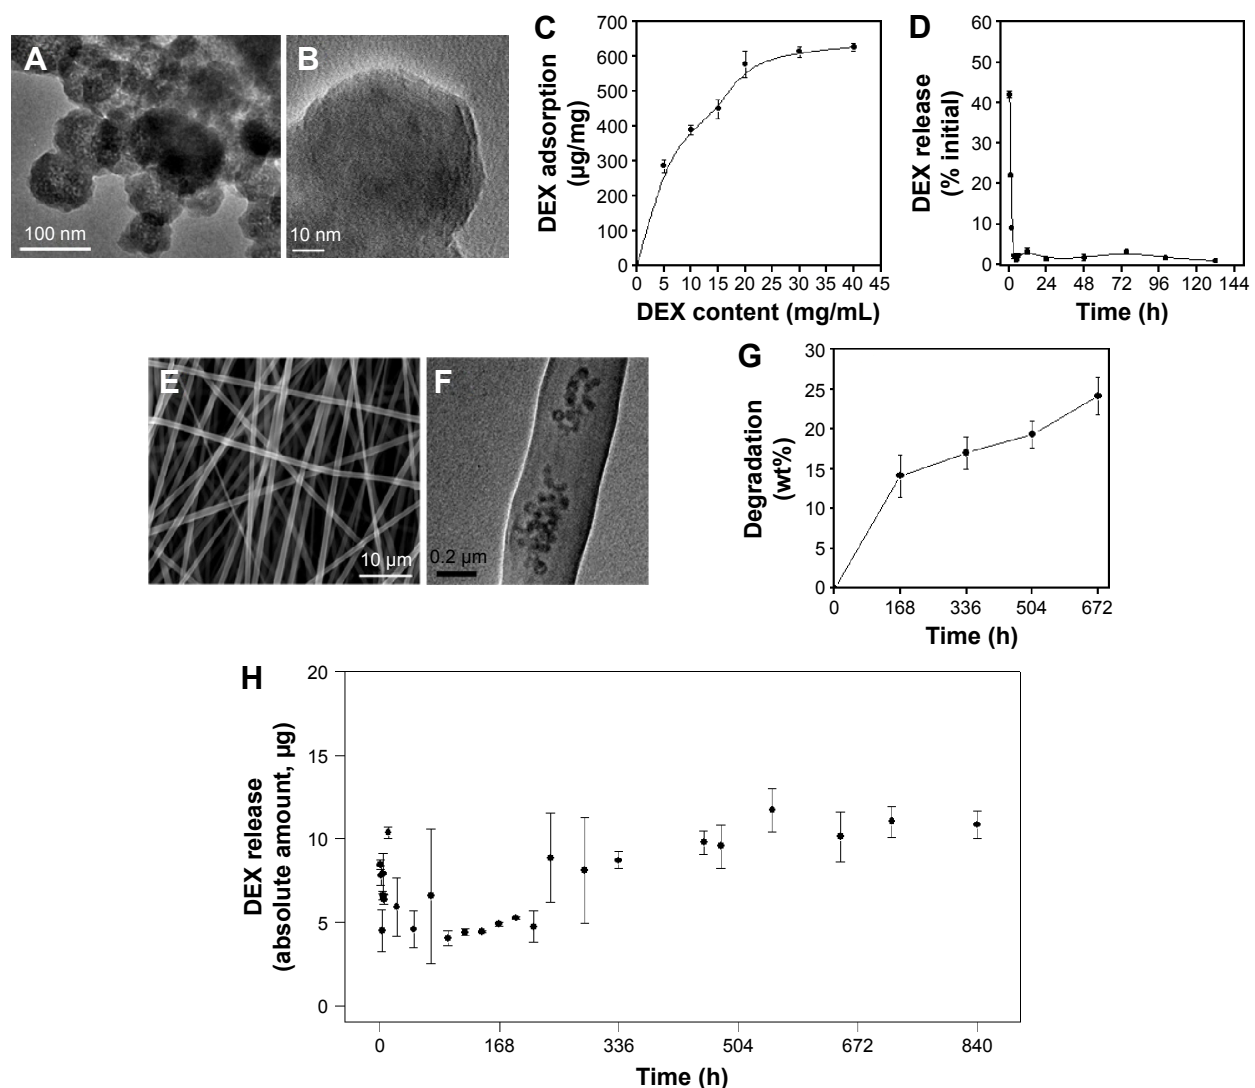 A
100 nm
B
10 nm
C
DEX adsorption
(µg/mg)
700
600
500
400
300
200
100
0
0
5
10
15
20
25
30
35
40
45
DEX content (mg/mL)
D
DEX release
(% initial)
60
50
40
30
20
10
0
0
24
48
72
96
120
144
Time (h)
E
10 µm
F
0.2 µm
G
Degradation
(wt%)
30
25
20
15
10
5
0
0
168
336
504
672
Time (h)
H
DEX release
(absolute amount, µg)
20
15
10
5
0
0
168
336
504
672
840
Time (h)